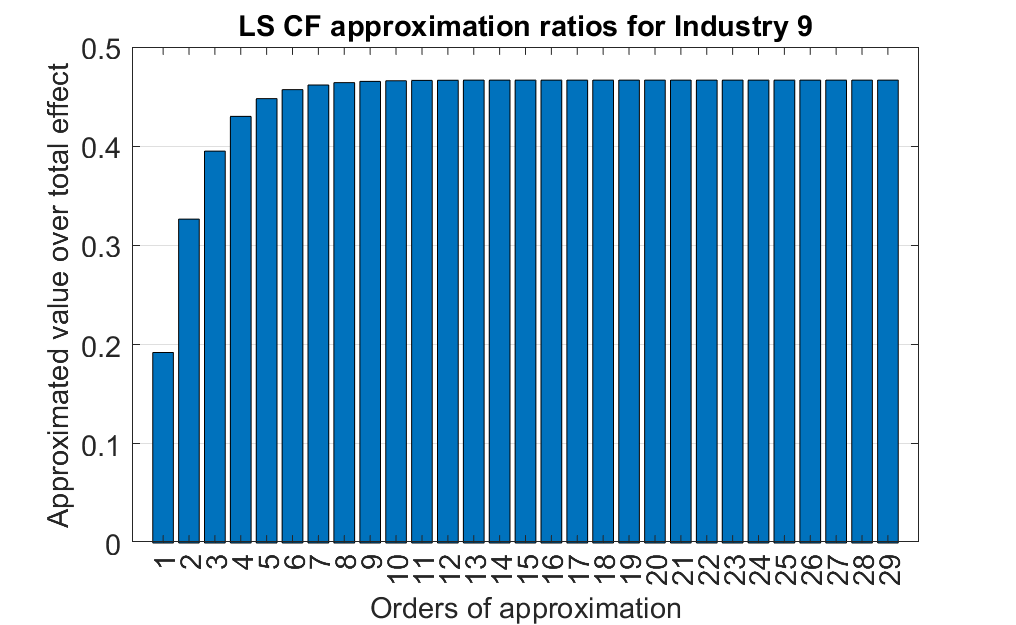 LS CF approximation ratios for Industry 9
Approximated value over total effect
0.5
0.4
0.3
0.2
0.1
0
1 2 3 4 5 6 7 8 9 10 11 12 13 14 15 16 17 18 19 20 21 22 23 24 25 26 27 28 29
Orders of approximation